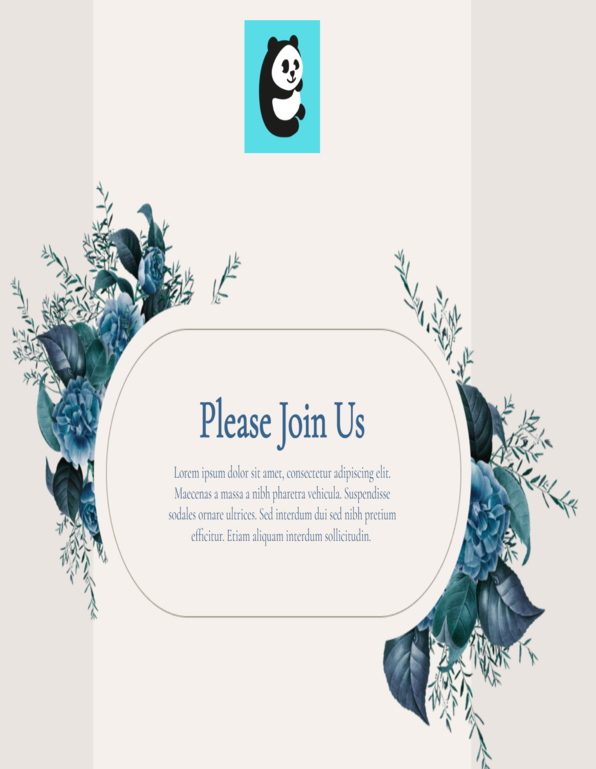 Please Join Us
Lorem ipsum dolor sit amet, consectetur adipiscing elit.
Maecenas a massa a nibh pharetra vehicula. Suspendisse
sodales ornare ultrices. Sed interdum dui sed nibh pretium
efficitur. Etiam aliquam interdum sollicitudin.